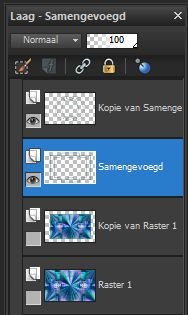 Laag - Samengevoegd
Normaal
100
Kopie van Samenge
Samengevoegd
Kopie van Raster 1
Raster 1